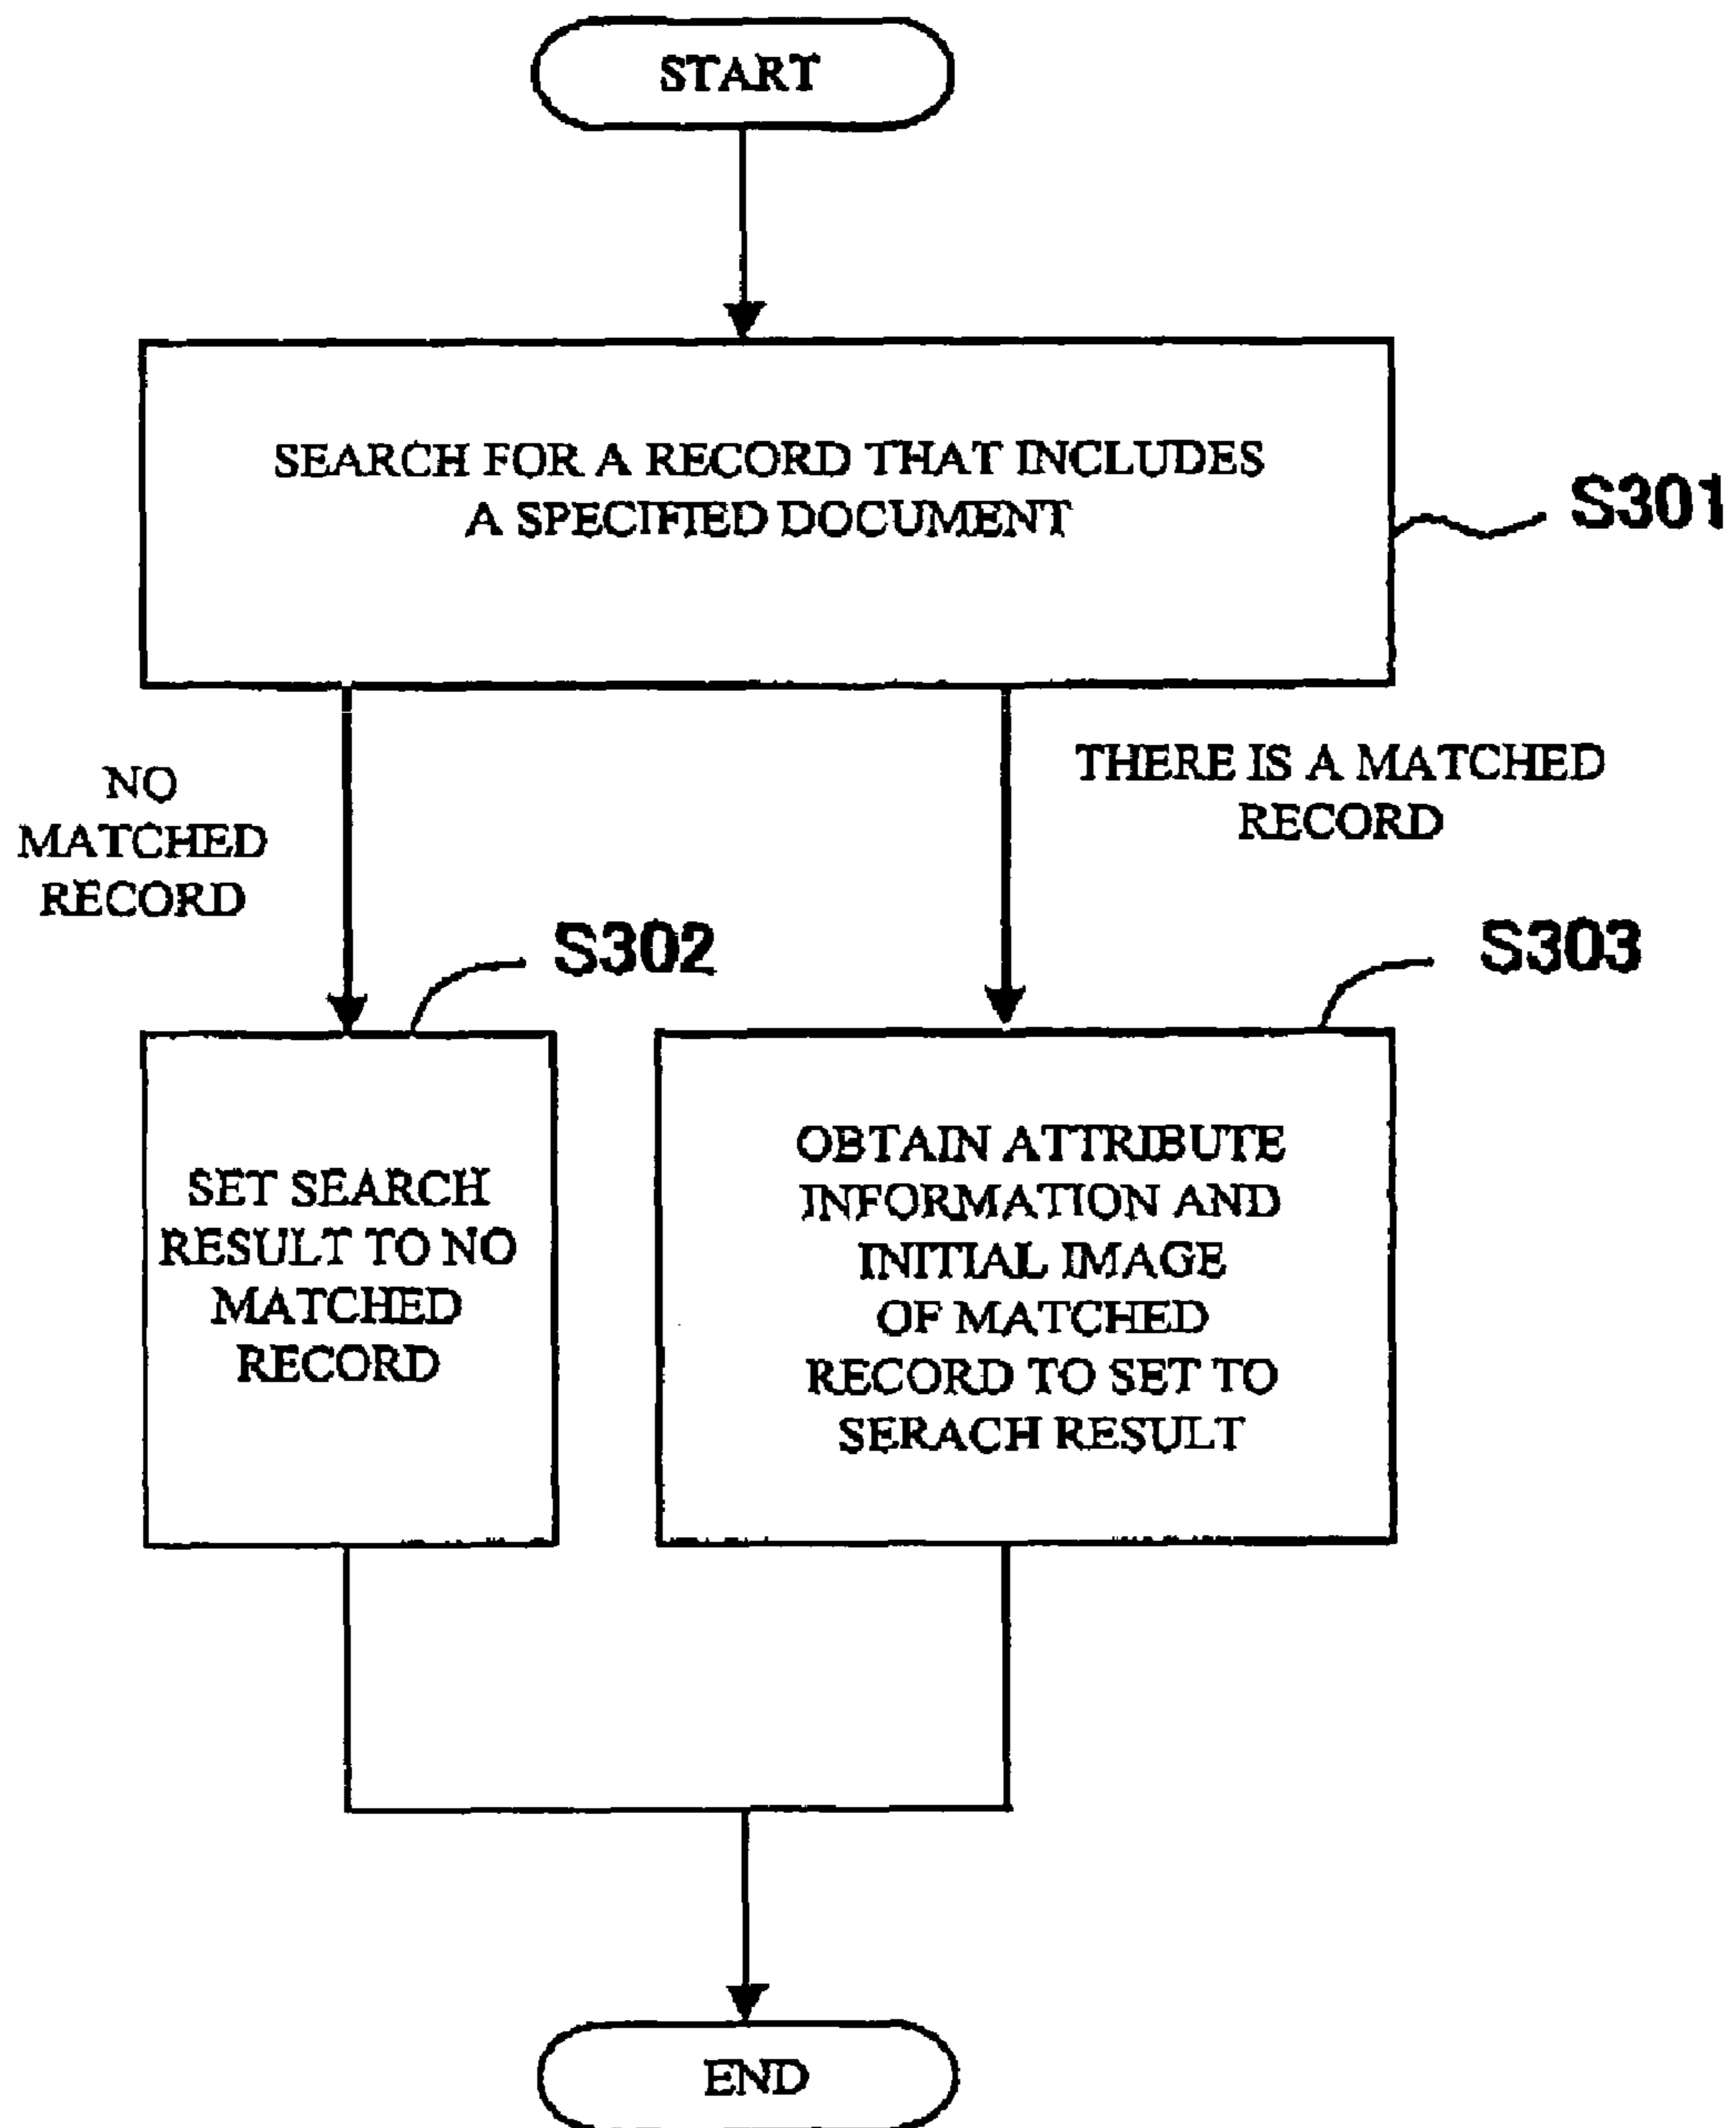 START
SEARCH FOR A RECORD THAT INCLUDES
A SPECIFIED DOCUMENT
S301
NO
MATCHED
RECORD
THERE IS A MATCHED
RECORD
S302
S303
SET SEARCH
RESULT TO NO
MATCHED
RECORD
OBTAIN ATTRIBUTE
INFORMATION AND
INITIAL IMAGE
OF MATCHED
RECORD TO SET TO
SERACH RESULT
END